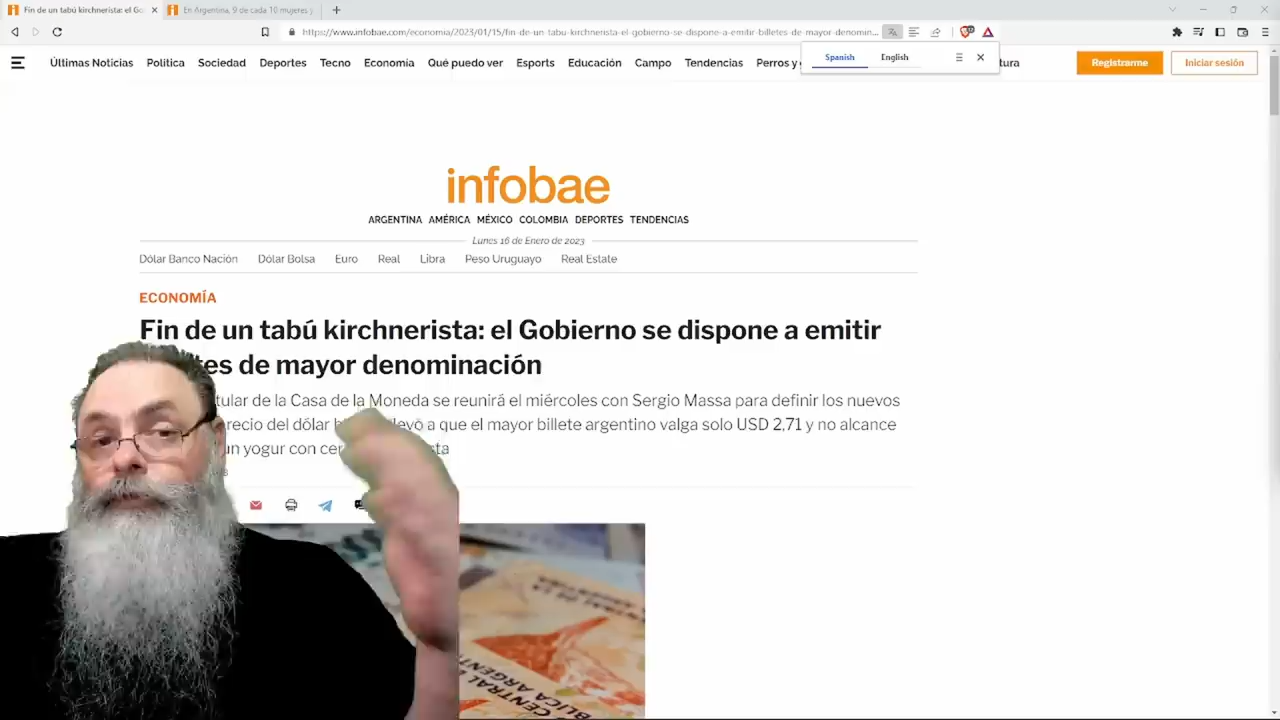 Fin de un tabú kirchnerista: el Go
En Argentina, 9 de cada 10 mujeres y
https://www.infobae.com/economia/2023/01/15/fin-de-un-tabu-kirchnerista-el-gobierno-se-dispone-a-emitir-billetes-de-mayor-denomin...
Spanish English
Últimas Noticias Política Sociedad Deportes Tecno Economía Qué puedo ver Esports Educación Campo Tendencias Perros y
Registrarme Iniciar sesión
infobae
ARGENTINA AMÉRICA MÉXICO COLOMBIA DEPORTES TENDENCIAS
Lunes 16 de Enero de 2023
Dólar Banco Nación Dólar Bolsa Euro Real Libra Peso Uruguayo Real Estate
ECONOMÍA
Fin de un tabú kirchnerista: el Gobierno se dispone a emitir
de mayor denominación
de la Casa de la Moneda se reunirá el miércoles con Sergio Massa para definir los nuevos
del dólar a que el mayor billete argentino valga solo USD 2,71 y no alcance
un yogur con
CENTRAL